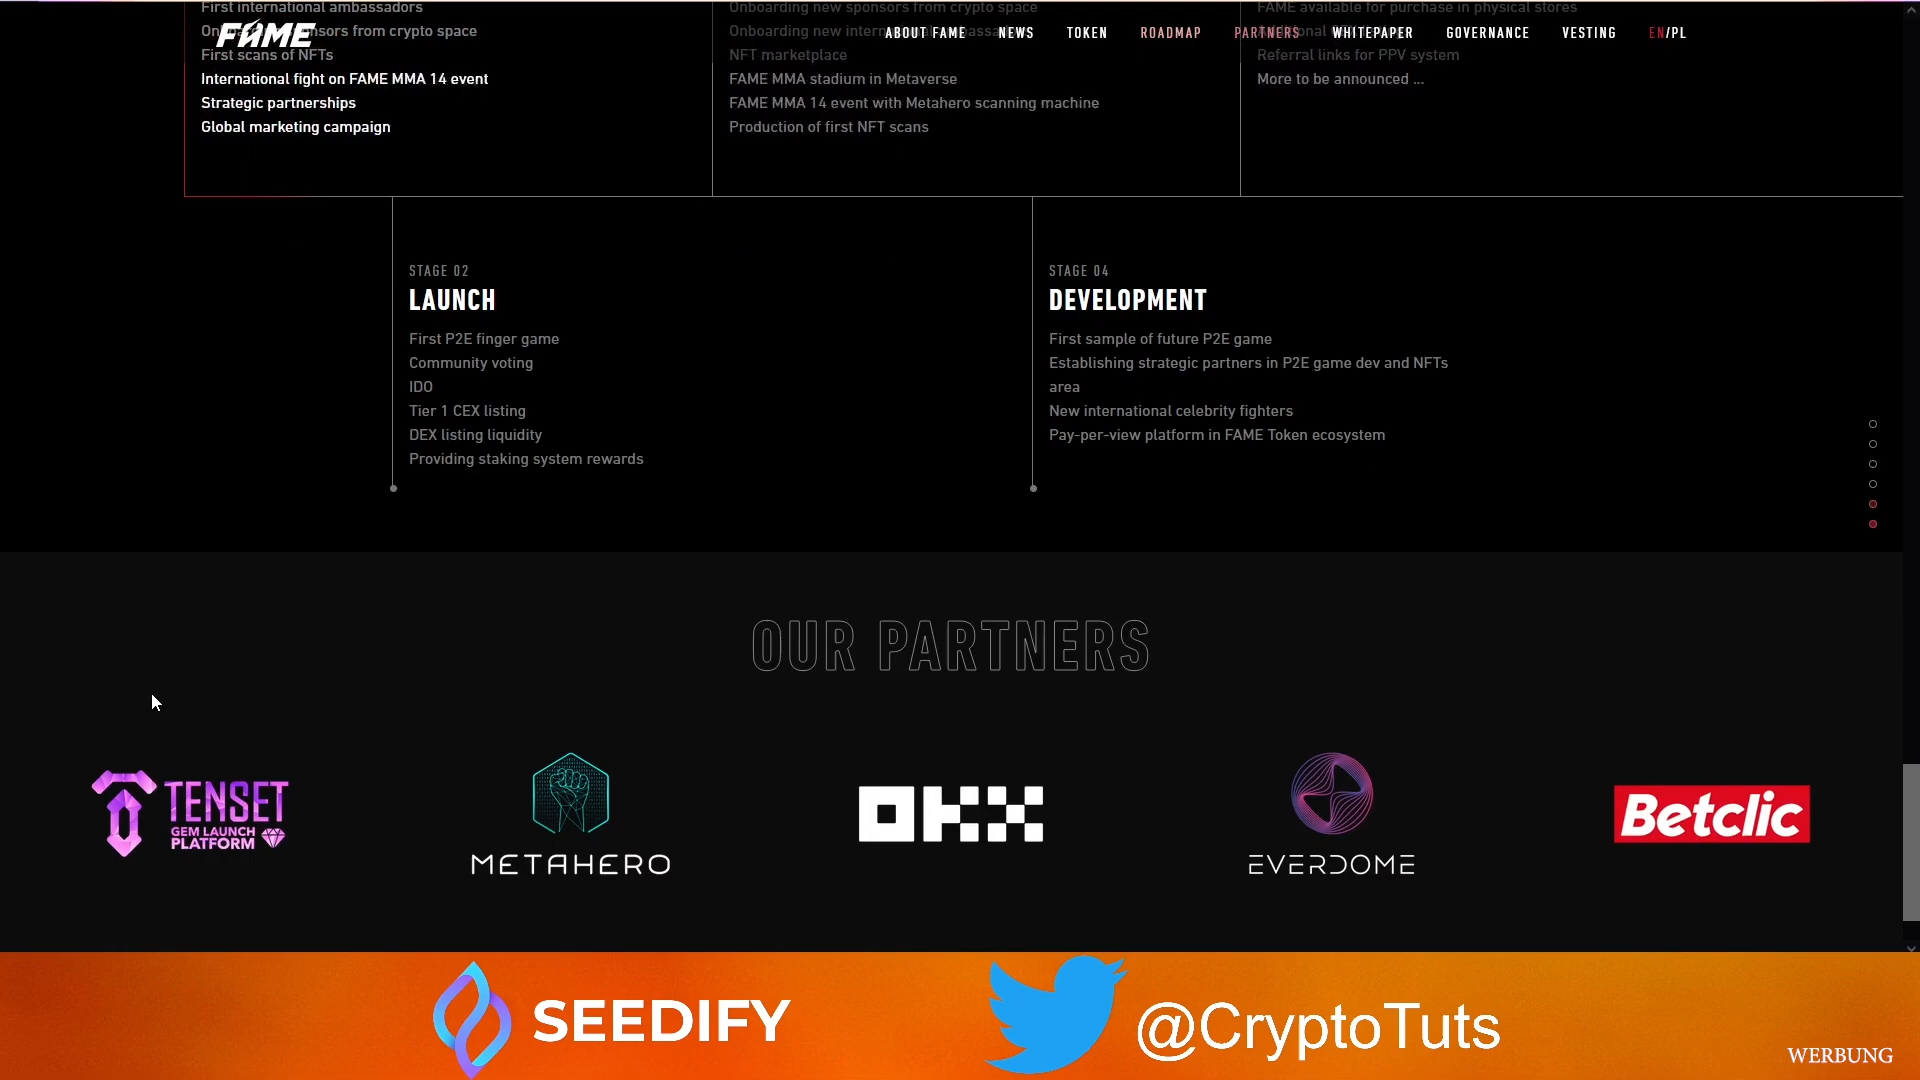 First international ambassadors
Onboarding new sponsors from crypto space
FAME available for purchase in physical stores
FAME
sponsors from crypto space
Onboarding new international ambassadors
ABOUT FAME
NEWS
TOKEN
ROADMAP
PARTNERS
WHITEPAPER
GOVERNANCE
VESTING
EN/PL
First scans of NFTs
NFT marketplace
Referral links for PPV system
International fight on FAME MMA 14 event
FAME MMA stadium in Metaverse
More to be announced ...
Strategic partnerships
FAME MMA 14 event with Metahero scanning machine
Global marketing campaign
Production of first NFT scans
STAGE 02
LAUNCH
First P2E finger game
Community voting
IDO
Tier 1 CEX listing
DEX listing liquidity
Providing staking system rewards
STAGE 04
DEVELOPMENT
First sample of future P2E game
Establishing strategic partners in P2E game dev and NFTs
area
New international celebrity fighters
Pay-per-view platform in FAME Token ecosystem
OUR PARTNERS
TENSET
GEM LAUNCH
PLATFORM
METAHERO
OKX
EVERDOME
Betclic
SEEDIFY
@CryptoTuts
WERBUNG